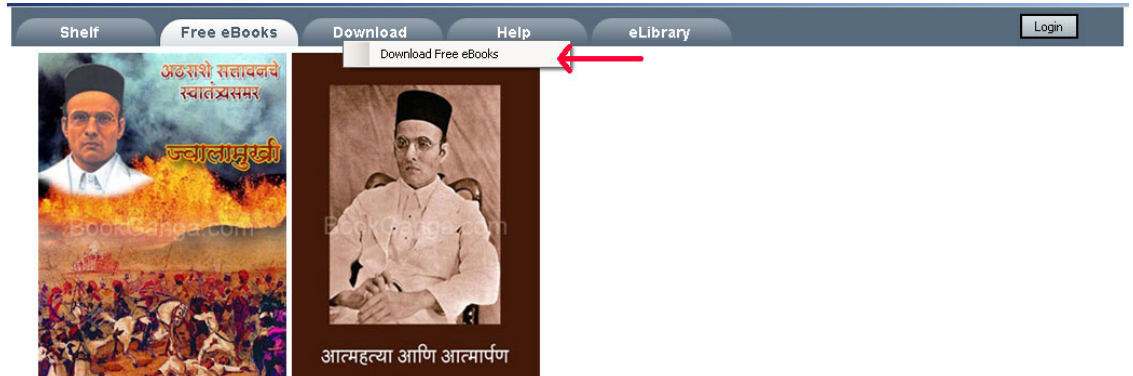 Shelf
Free eBooks
Download
Help
eLibrary
Login
Download Free eBooks
अठराशे सत्तावनचे
स्वातंत्र्यसमर
ज्वालामुखी
BookGanga.com
BookGanga.com
आत्महत्या आणि आत्मार्पण